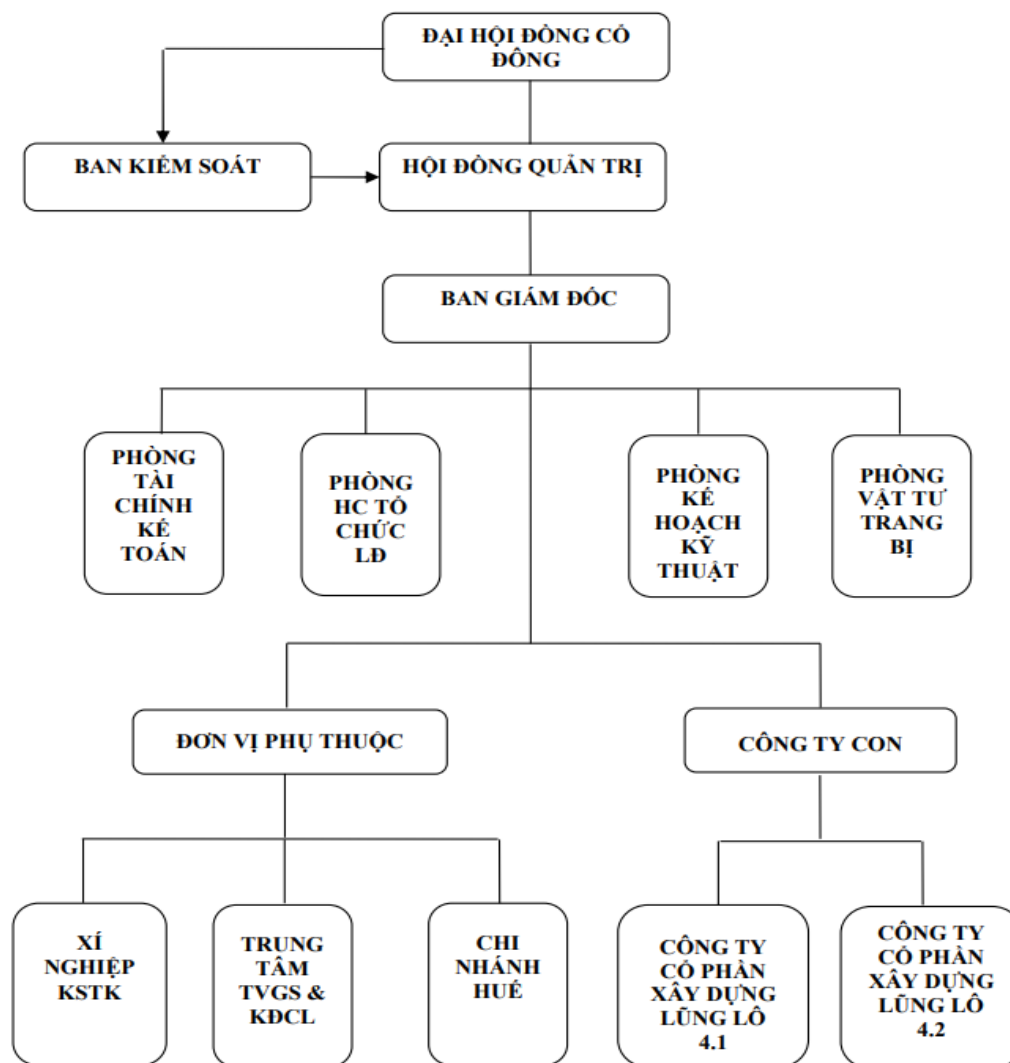 ĐẠI HỘI ĐỒNG CỔ
ĐÔNG
BAN KIỂM SOÁT
HỘI ĐỒNG QUẢN TRỊ
BAN GIÁM ĐỐC
PHÒNG
TÀI
CHÍNH
KẾ
TOÁN
PHÒNG
HC TỔ
CHỨC
LĐ
PHÒNG
KẾ
HOẠCH
KỸ
THUẬT
PHÒNG
VẬT TƯ
TRANG
BỊ
ĐƠN VỊ PHỤ THUỘC
CÔNG TY CON
XÍ
NGHIỆP
KSTK
TRUNG
TÂM
TVGS &
KĐCL
CHI
NHÁNH
HUẾ
CÔNG TY
CỔ PHẦN
XÂY DỰNG
LŨNG LÔ
4.1
CÔNG TY
CỔ PHẦN
XÂY DỰNG
LŨNG LÔ
4.2